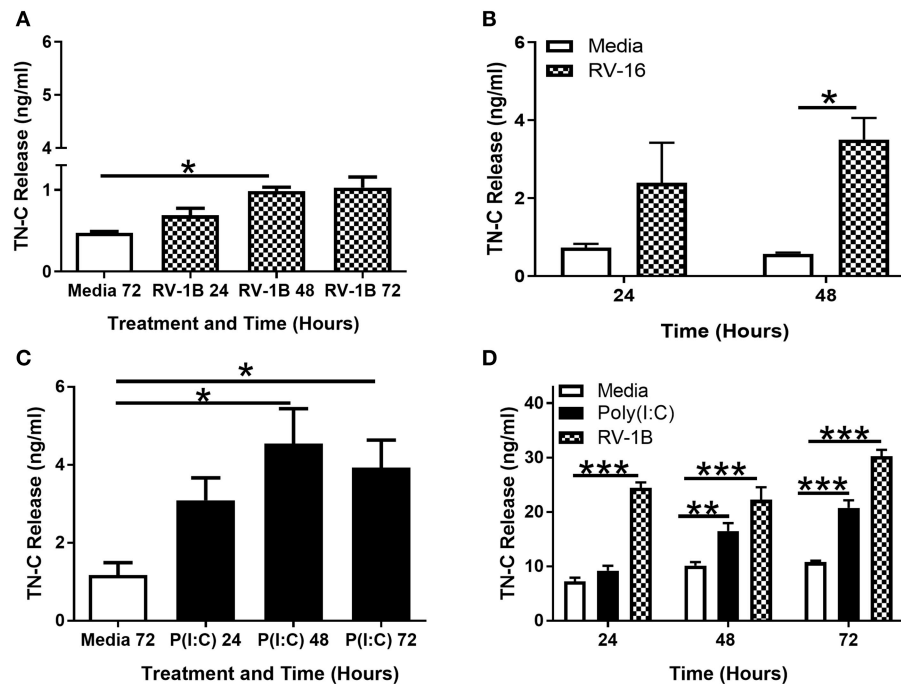 A
TN-C Release (ng/ml)
6
4
1
0
*
Media 72 RV-1B 24 RV-1B 48 RV-1B 72
Treatment and Time (Hours)
B
TN-C Release (ng/ml)
6
4
2
0
Media
RV-16
*
24 48
Time (Hours)
C
TN-C Release (ng/ml)
6
4
2
0
*
*
Media 72 P(I:C) 24 P(I:C) 48 P(I:C) 72
Treatment and Time (Hours)
D
TN-C Release (ng/ml)
40
30
20
10
0
Media
Poly(I:C)
RV-1B
***
***
**
***
***
24 48 72
Time (Hours)